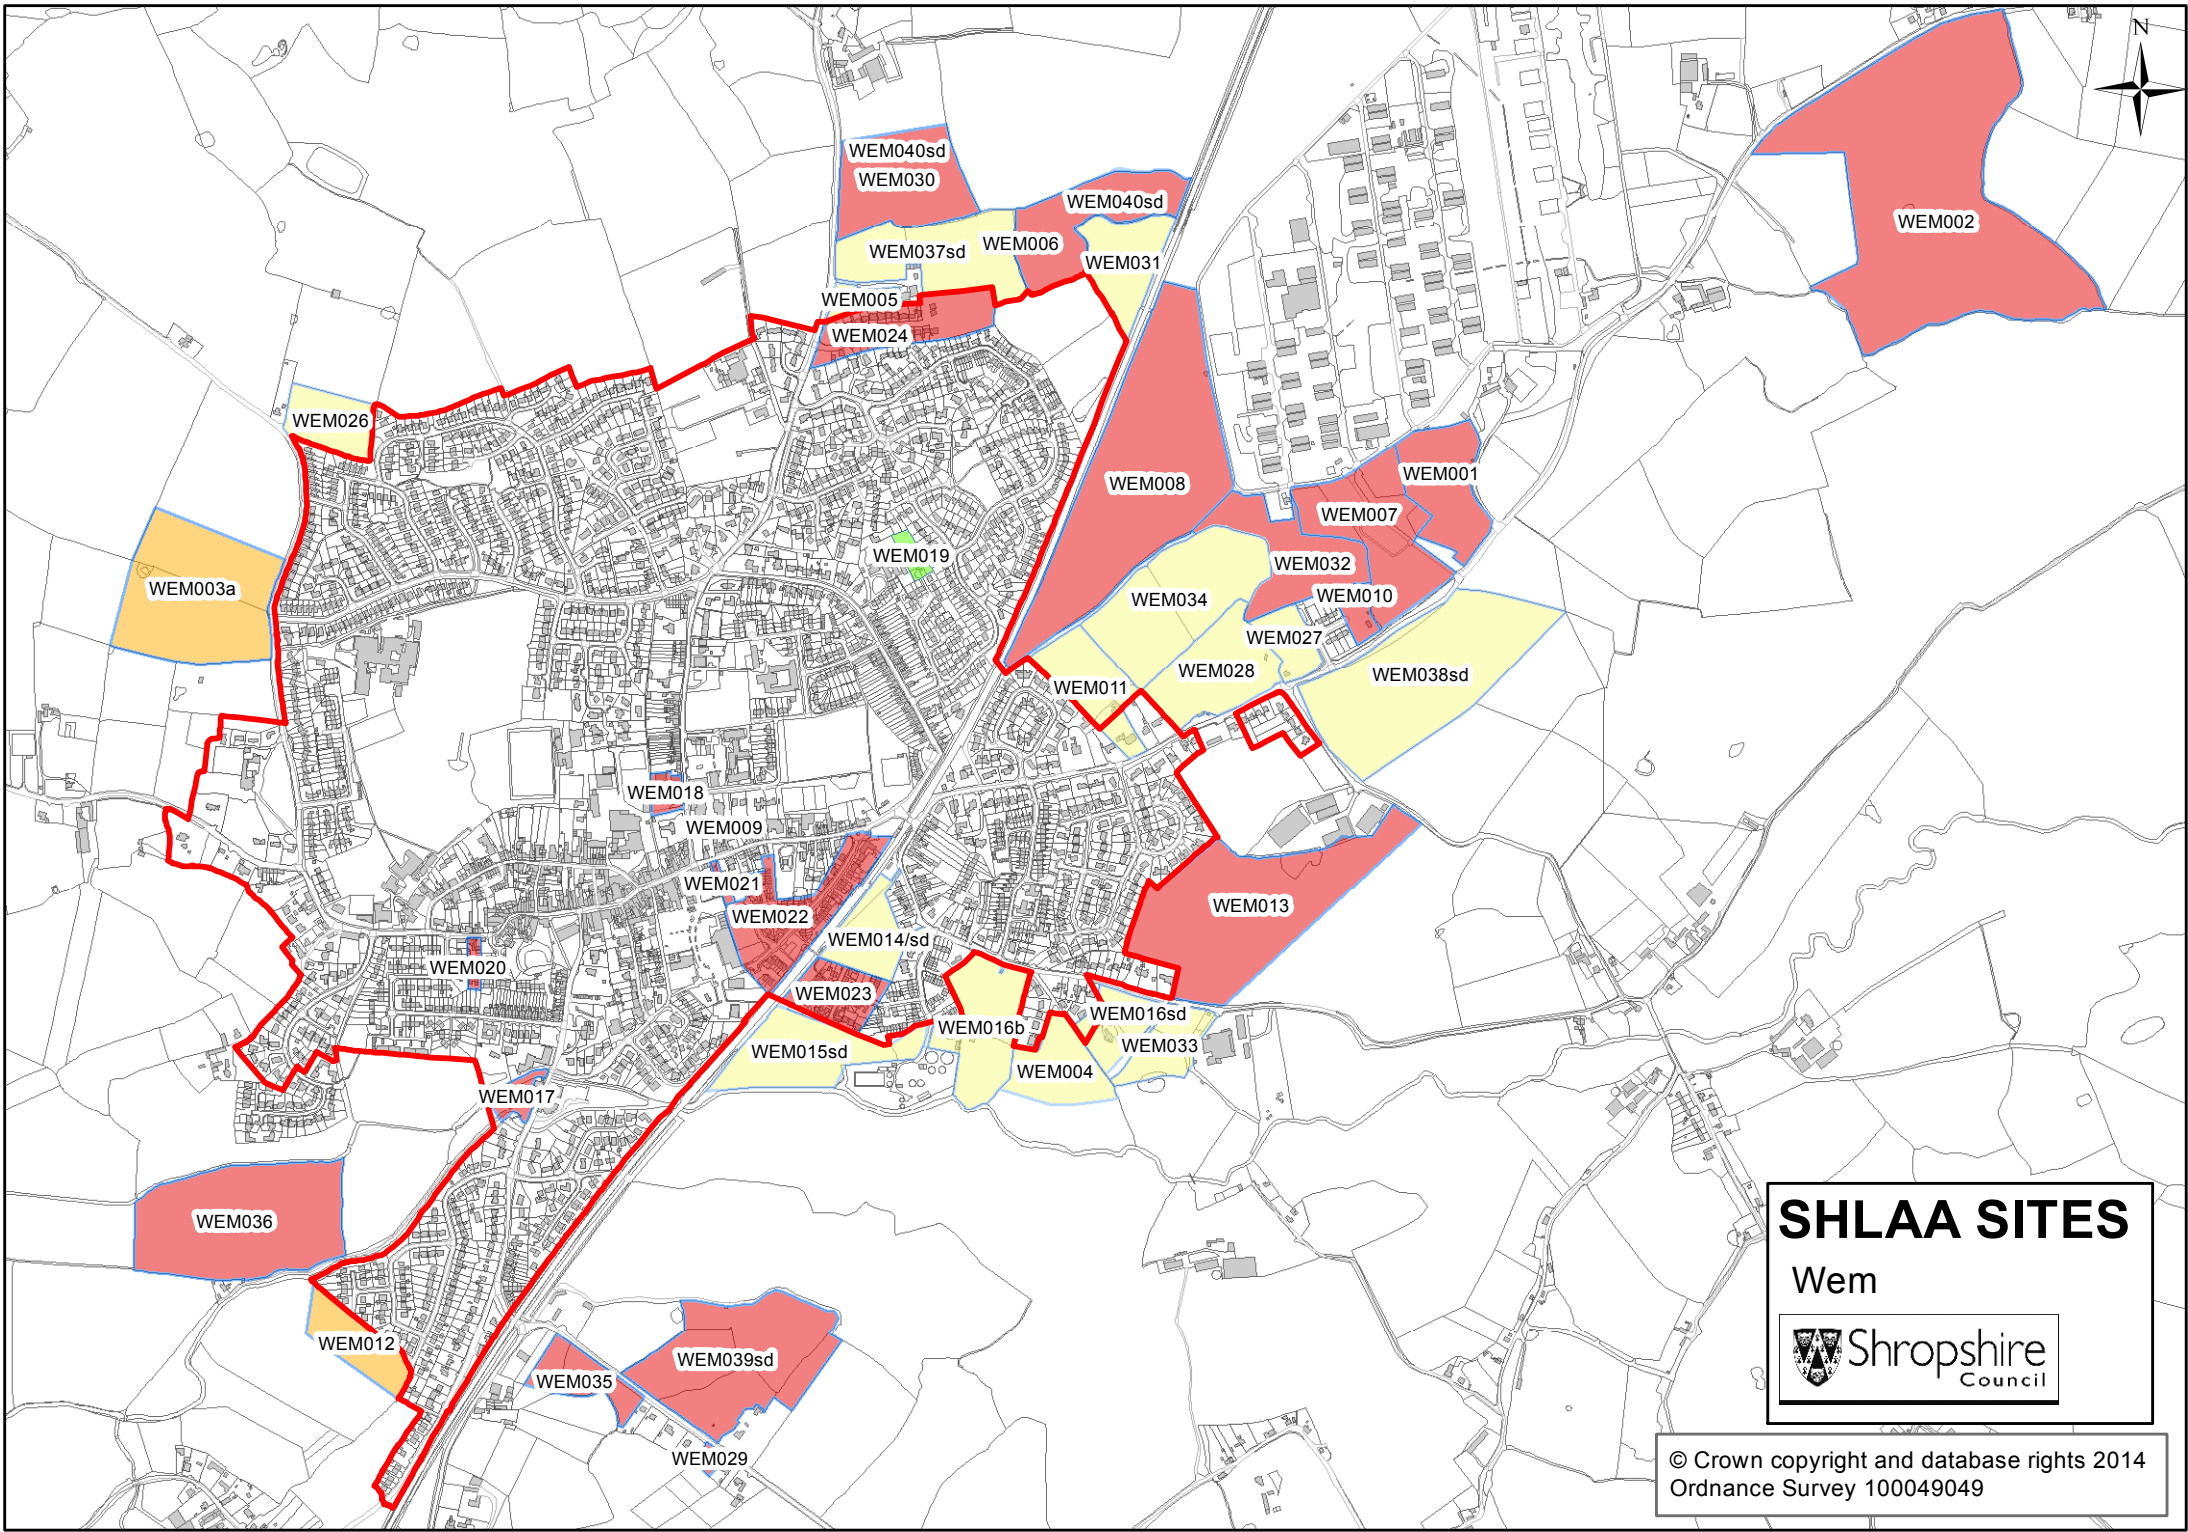 N
WEM040sd
WEM030
WEM040sd
WEM002
WEM037sd
WEM006
WEM031
WEM005
WEM024
WEM026
WEM008
WEM001
WEM007
WEM019
WEM003a
WEM032
WEM034
WEM010
WEM027
WEM028
WEM038sd
WEM011
WEM018
WEM009
WEM021
WEM022
WEM013
WEM014/sd
WEM020
WEM023
WEM016sd
WEM016b
WEM033
WEM015sd
WEM004
WEM017
WEM036
WEM012
WEM039sd
WEM035
WEM029
SHLAA SITES
Wem
Shropshire
Council
© Crown copyright and database rights 2014
Ordnance Survey 100049049